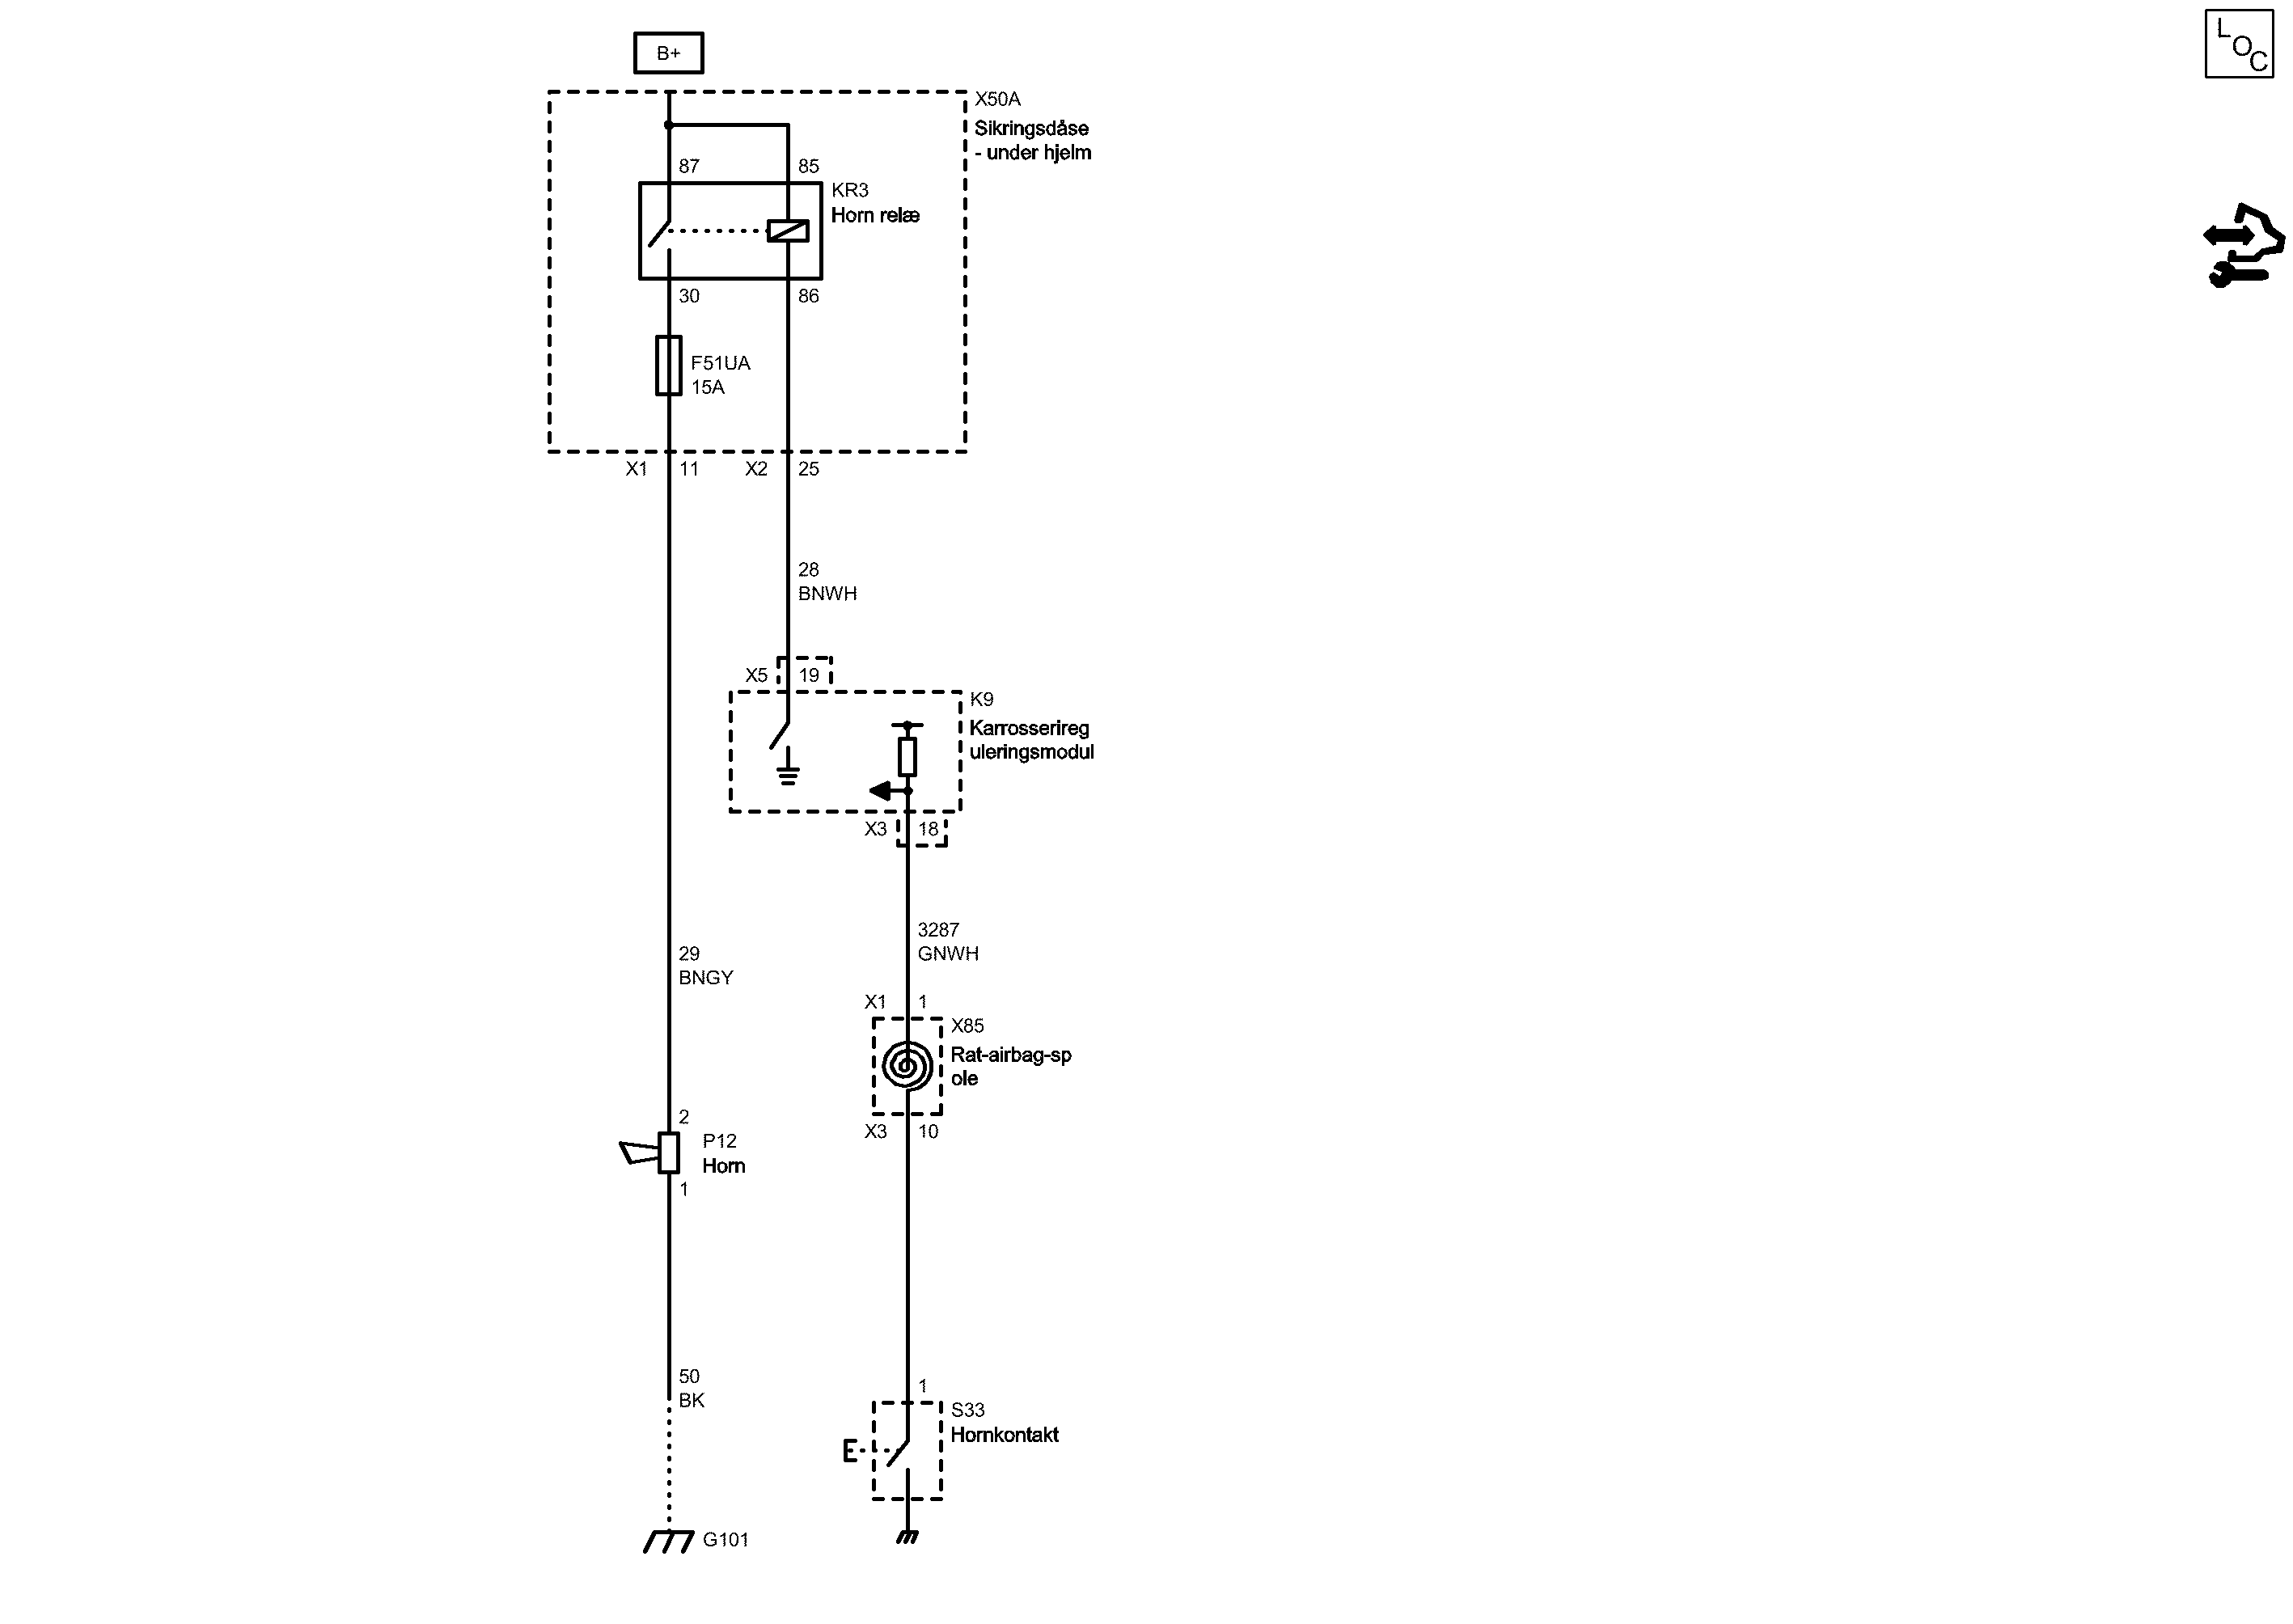 B+
LOC
X50A
Sikringsdåse
- under hjelm
87
85
KR3
Horn relæ
30
86
F51UA
15A
X1
11
X2
25
28
BNWH
X5
19
K9
Karrosserireg
uleringsmodul
X3
18
3287
GNWH
29
BNGY
X1
1
X85
Rat-airbag-sp
ole
X3
10
2
P12
Horn
1
50
BK
1
S33
Hornkontakt
G101